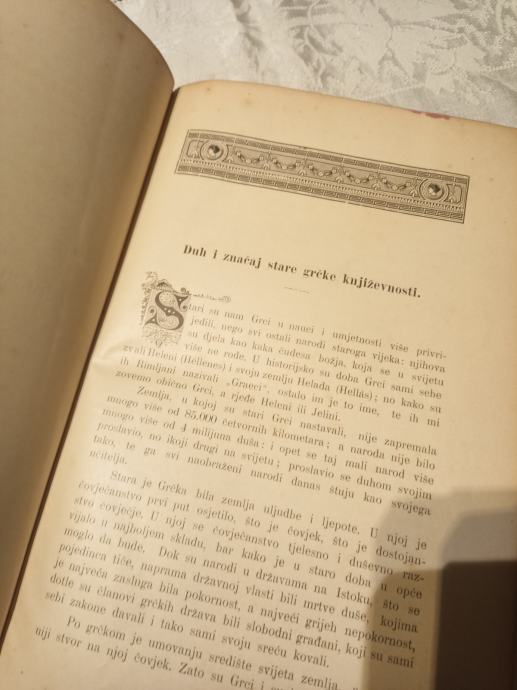 Duh i značaj stare grčke književnosti.
Stari su nam Grci u nauci i umjetnosti više privri-
jedili, nego svi ostali narodi staroga vijeka: njihova
su djela kao kaka čudesa božja, koja se u svijetu
više ne rode. U historijsko su doba Grci sami sebe
zvali Heleni (Héllenes) i svoju zemlju Helada (Hellás); no kako su
ih Rimljani nazivali „Graeci“, ostalo im je to ime, te ih mi
zovemo obično Grci, a rjeđe Heleni ili Jelini.
Zemlja, u kojoj su stari Grci nastavali, nije zapremala
mnogo više od 85.000 četvornih kilometara; a naroda nije bilo
mnogo više od 4 milijuna duša: i opet se taj mali narod više
proslavio, no ikoji drugi na svijetu; proslavio se duhom svojim
tako, te ga svi naobraženi narodi danas štuju kao svojega
učitelja.
Stara je Grčka bila zemlja uljudbe i ljepote. U njoj je
čovječanstvo prvi put osjetilo, što je čovjek, što je dostojan-
stvo čovječje. U njoj se čovječanstvo tjelesno i duševno raz-
vijalo u najboljem skladu, bar kako je u staro doba u opće
moglo da bude. Dok su narodi u državama na Istoku, što se
pojedinca tiče, naprama državnoj vlasti bili mrtve duše, kojima
je najveća zasluga bila pokornost, a najveći grijeh nepokornost,
dotle su članovi grčkih država bili slobodni građani, koji su sami
sebi zakone davali i tako sami svoju sreću kovali.
Po grčkom je umovanju središte svijeta zemlja,
niji stvor na njoj čovjek. Zato su Grci i